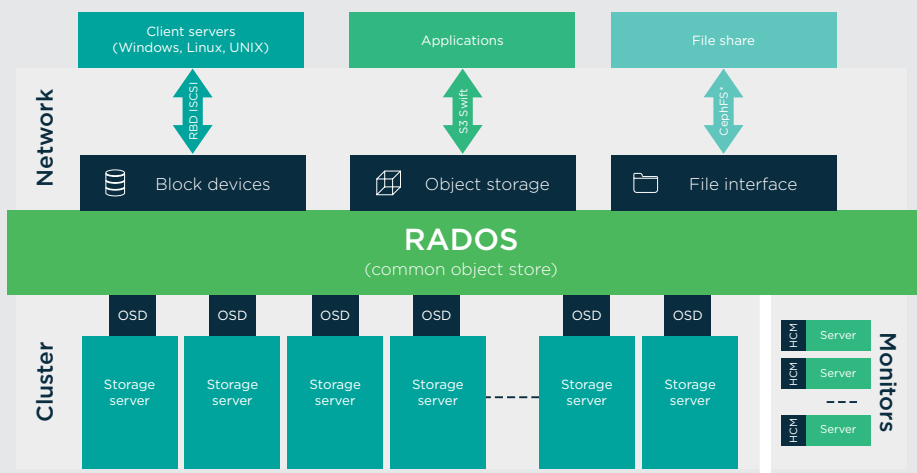 Client servers
(Windows, Linux, UNIX)
Applications
File share
Network
RBD ISCSI
S3 Swift
CephFS*
Block devices
Object storage
File interface
RADOS
(common object store)
OSD
OSD
OSD
OSD
OSD
OSD
Cluster
Storage
server
Storage
server
Storage
server
Storage
server
Storage
server
Storage
server
HCM
Server
HCM
Server
HCM
Server
Monitors